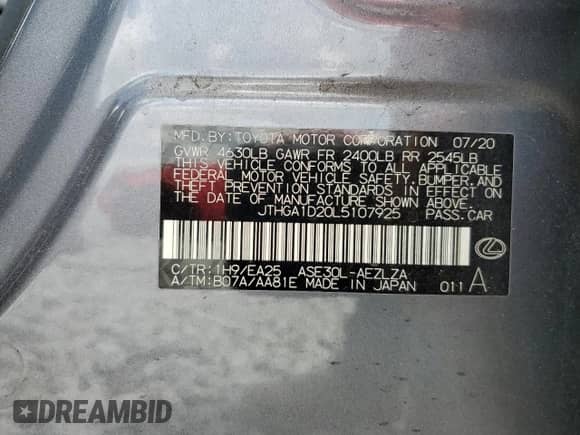 MFD. BY: TOYOTA MOTOR CORPORATION 07/20
GVWR 4630LB GAWR FR 2400LB RR 2545LB
THIS VEHICLE CONFORMS TO ALL APPLICABLE
FEDERAL MOTOR VEHICLE SAFETY, BUMPER, AND
THEFT PREVENTION STANDARDS IN EFFECT ON
THE DATE OF MANUFACTURE SHOWN ABOVE.
JTHGA1D20L5107925 PASS.CAR
C/TR:1H9/EA25 ASE30L-AEZLZA
A/TM:B07A/AA81E MADE IN JAPAN 011 A
DREAMBID